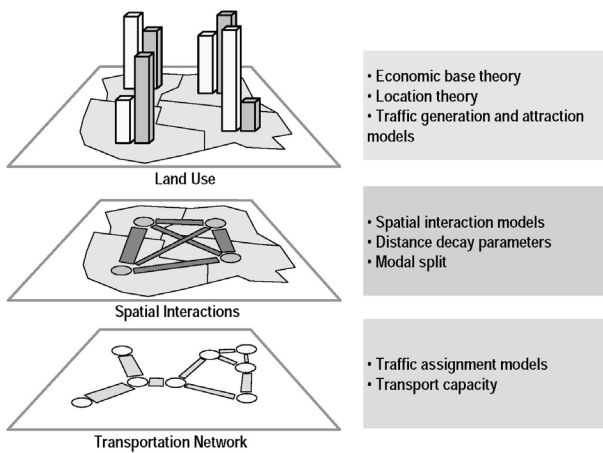 • Economic base theory
• Location theory
• Traffic generation and attraction
models
Land Use
• Spatial interaction models
• Distance decay parameters
• Modal split
Spatial Interactions
• Traffic assignment models
• Transport capacity
Transportation Network